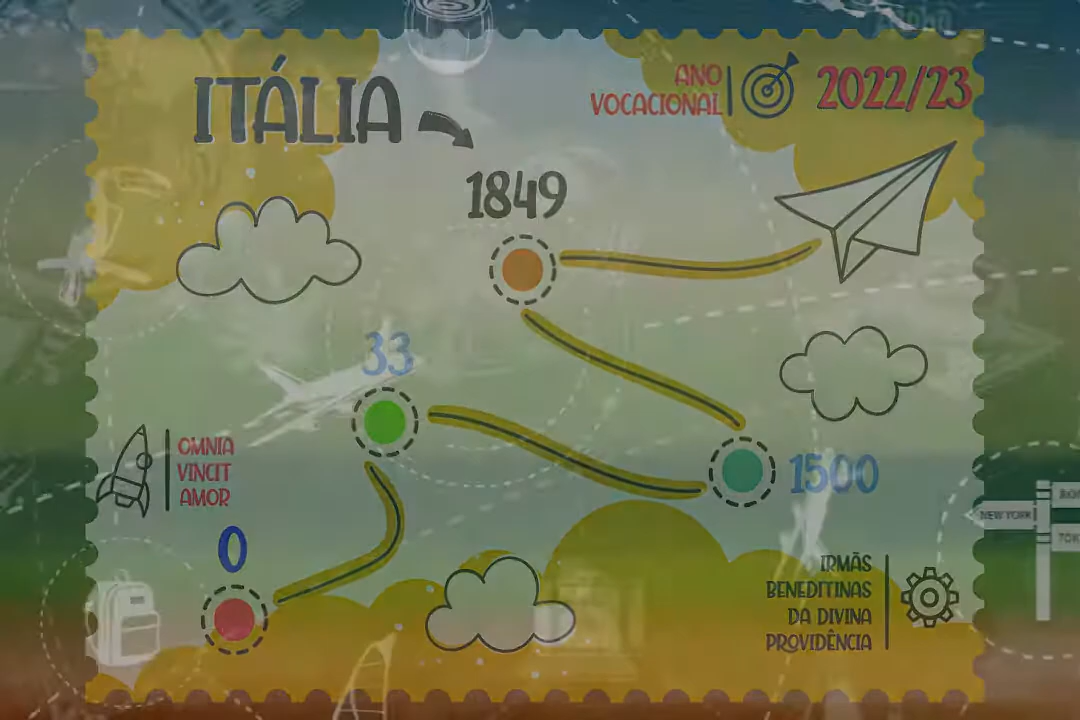 ITÁLIA
ANO
VOCACIONAL
2022/23
1849
33
1500
OMNIA
VINCIT
AMOR
0
NEW YORK
IRMÃS
BENEDITINAS
DA DIVINA
PROVIDÊNCIA